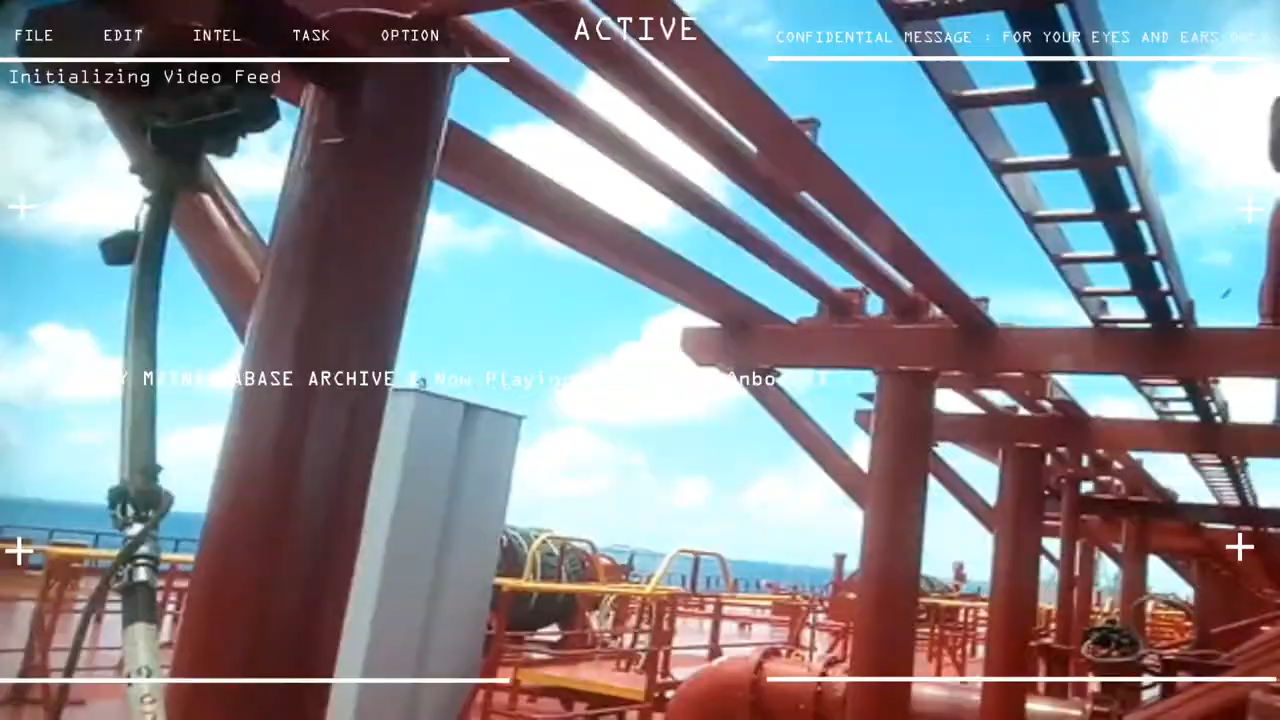 FILE EDIT INTEL TASK OPTION
ACTIVE
CONFIDENTIAL MESSAGE : FOR YOUR EYES AND EARS ONLY
Initializing Video Feed
ARCHIVE Now Playing